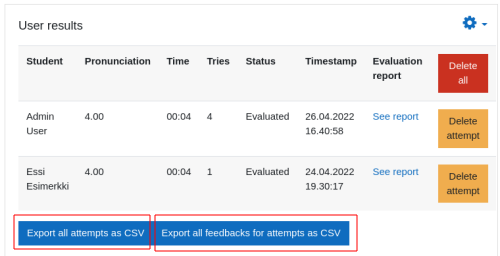 User results
Student Pronunciation Time Tries Status Timestamp Evaluation report Delete all
Admin User 4.00 00:04 4 Evaluated 26.04.2022 16.40:58 See report Delete attempt
Essi Esimerkki 4.00 00:04 1 Evaluated 24.04.2022 19.30:17 See report Delete attempt
Export all attempts as CSV Export all feedbacks for attempts as CSV